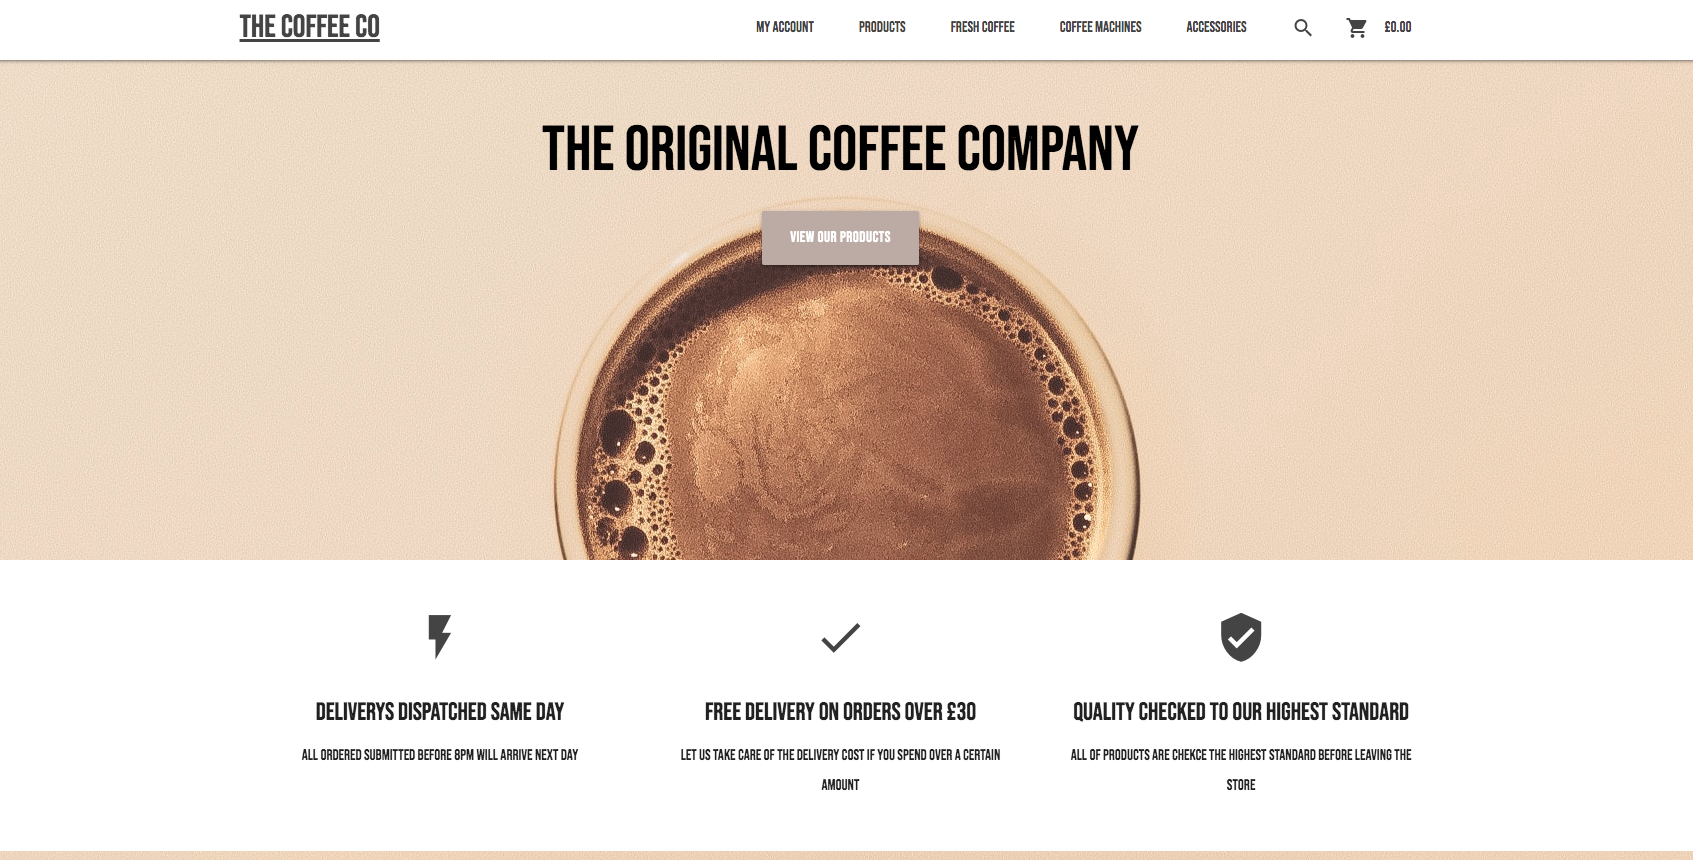 THE COFFEE CO
MY ACCOUNT PRODUCTS FRESH COFFEE COFFEE MACHINES ACCESSORIES £0.00
THE ORIGINAL COFFEE COMPANY
VIEW OUR PRODUCTS
DELIVERYS DISPATCHED SAME DAY
ALL ORDERED SUBMITTED BEFORE 8PM WILL ARRIVE NEXT DAY
FREE DELIVERY ON ORDERS OVER £30
LET US TAKE CARE OF THE DELIVERY COST IF YOU SPEND OVER A CERTAIN
AMOUNT
QUALITY CHECKED TO OUR HIGHEST STANDARD
ALL OF PRODUCTS ARE CHEKCE THE HIGHEST STANDARD BEFORE LEAVING THE
STORE